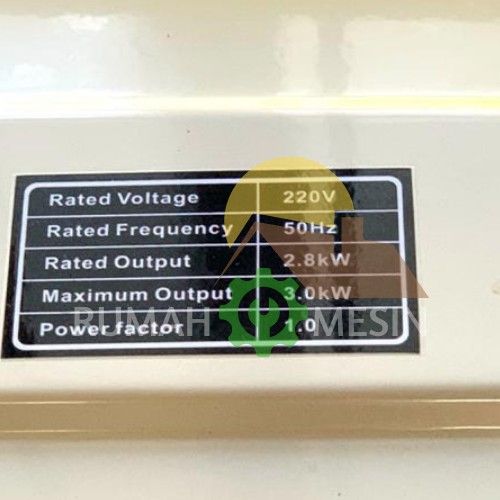 Rated Voltage 220V
Rated Frequency 50Hz
Rated Output 2.8kW
Maximum Output 3.0kW
Power factor 1.0
RUMAH MESIN